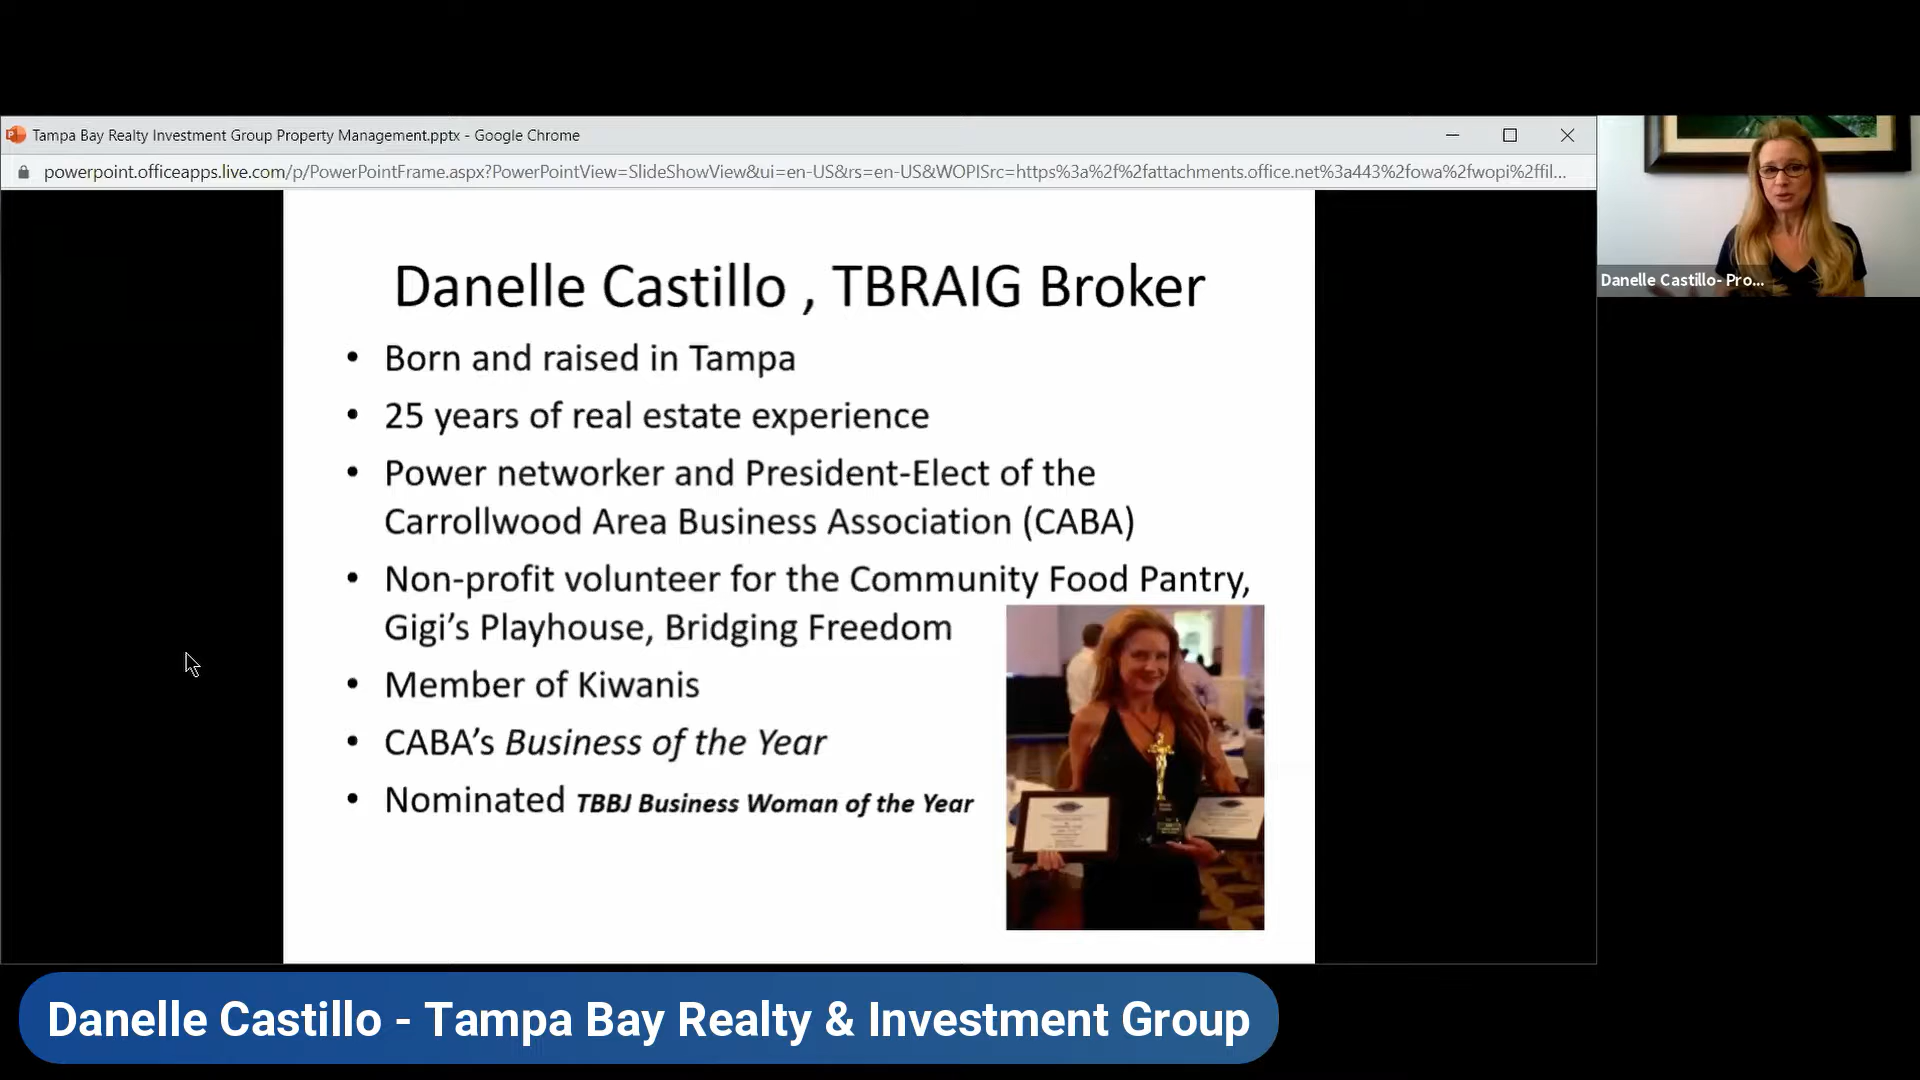 Tampa Bay Realty Investment Group Property Management.pptx - Google Chrome
powerpoint.officeapps.live.com/p/PowerPointFrame.aspx?PowerPointView=SlideShowView&ui=en-US&rs=en-US&WOPISrc=https%3a%2f%2fattachments.office.net%3a443%2fowa%2fwopi%2ffil...
Danelle Castillo- Pro...
Danelle Castillo , TBRAIG Broker
• Born and raised in Tampa
• 25 years of real estate experience
• Power networker and President-Elect of the
Carrollwood Area Business Association (CABA)
• Non-profit volunteer for the Community Food Pantry,
Gigi’s Playhouse, Bridging Freedom
• Member of Kiwanis
• CABA’s Business of the Year
• Nominated TBBJ Business Woman of the Year
Danelle Castillo - Tampa Bay Realty & Investment Group